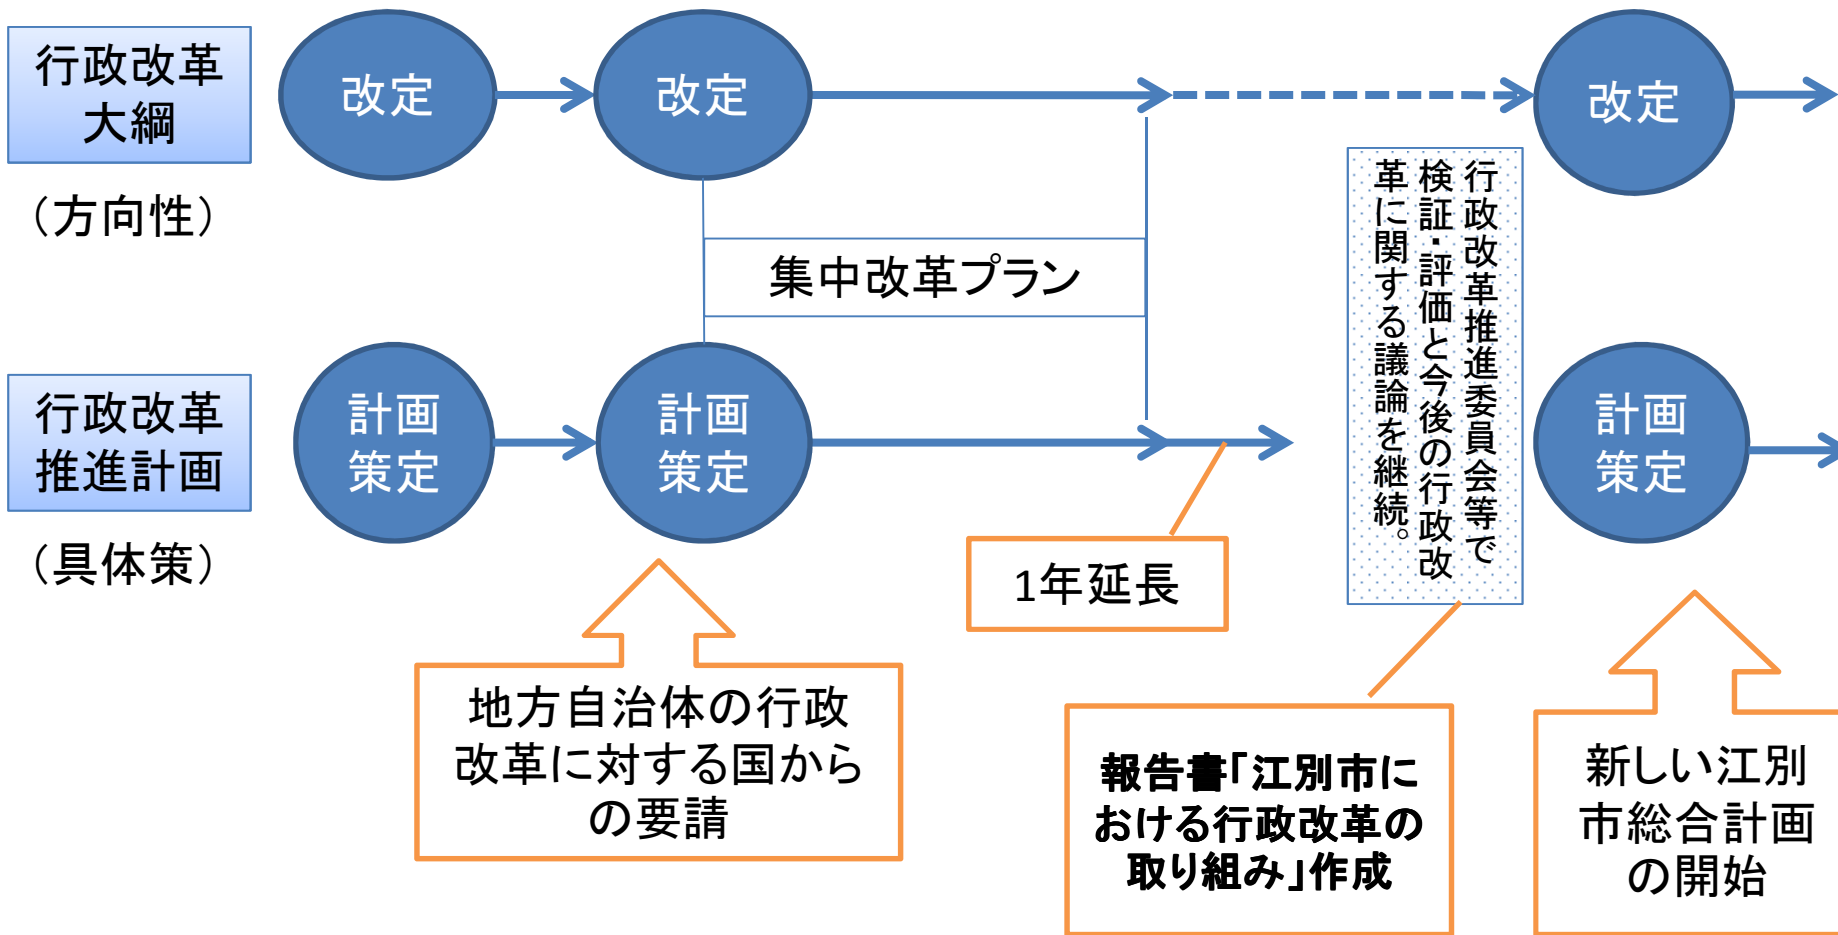 行政改革
大綱
（方向性）
改定
改定
改定
集中改革プラン
行政改革推進委員会等で
検証・評価と今後の行政改
革に関する議論を継続。
行政改革
推進計画
（具体策）
計画
策定
計画
策定
計画
策定
1年延長
地方自治体の行政
改革に対する国から
の要請
報告書「江別市に
おける行政改革の
取り組み」作成
新しい江別
市総合計画
の開始